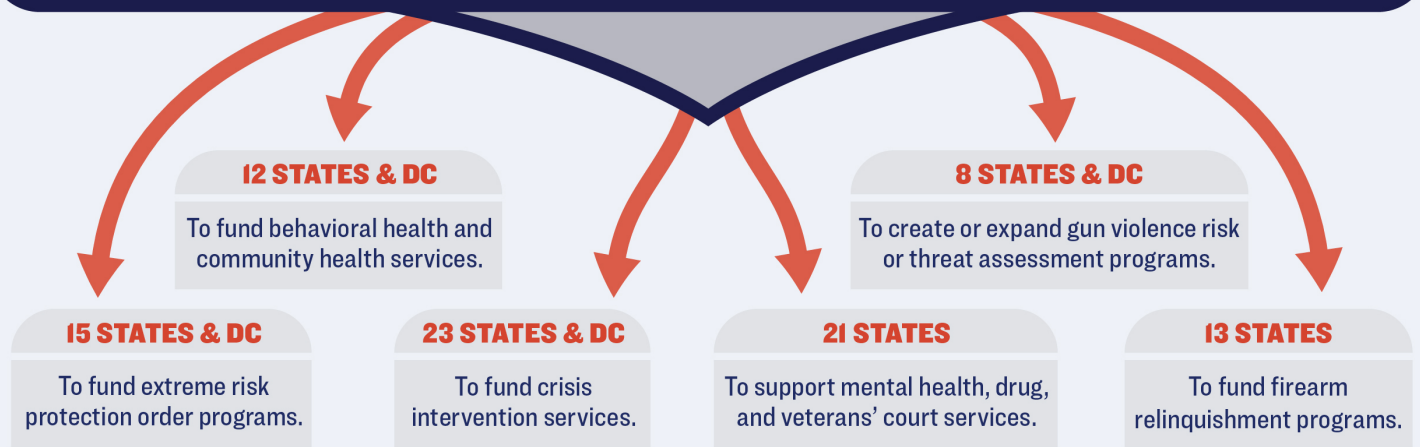 12 STATES & DC
To fund behavioral health and
community health services.
8 STATES & DC
To create or expand gun violence risk
or threat assessment programs.
15 STATES & DC
To fund extreme risk
protection order programs.
23 STATES & DC
To fund crisis
intervention services.
21 STATES
To support mental health, drug,
and veterans’ court services.
13 STATES
To fund firearm
relinquishment programs.